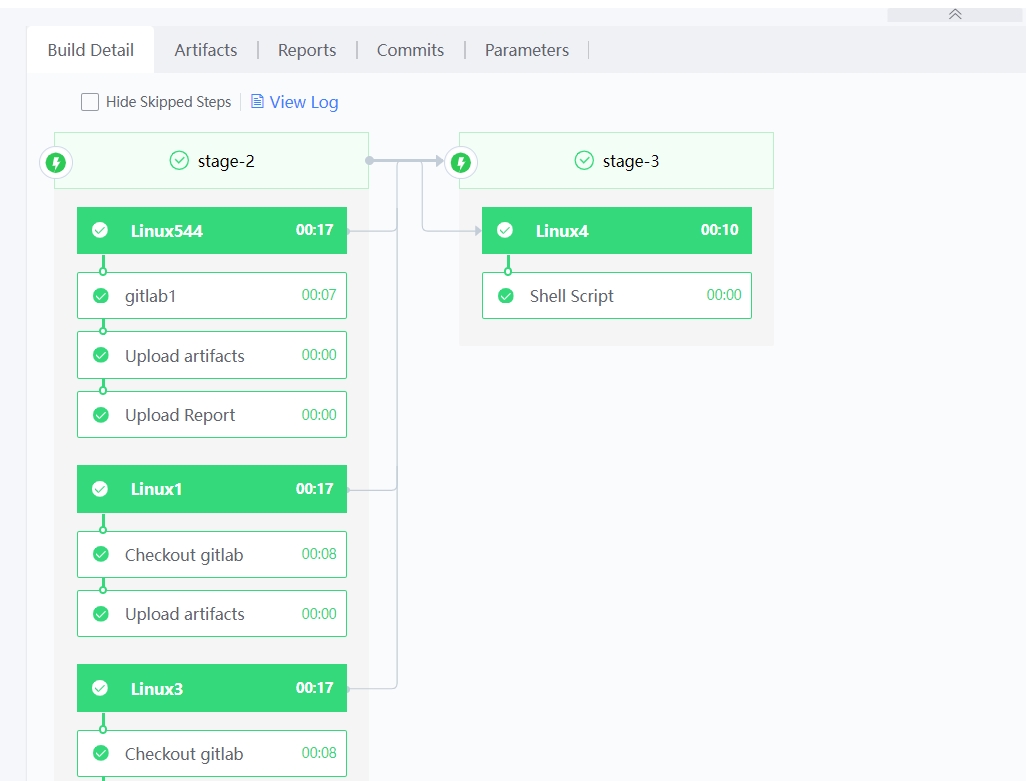 Build Detail
Artifacts
Reports
Commits
Parameters
Hide Skipped Steps
View Log
stage-2
Linux544 00:17
gitlab1 00:07
Upload artifacts 00:00
Upload Report 00:00
Linux1 00:17
Checkout gitlab 00:08
Upload artifacts 00:00
Linux3 00:17
Checkout gitlab 00:08
stage-3
Linux4 00:10
Shell Script 00:00